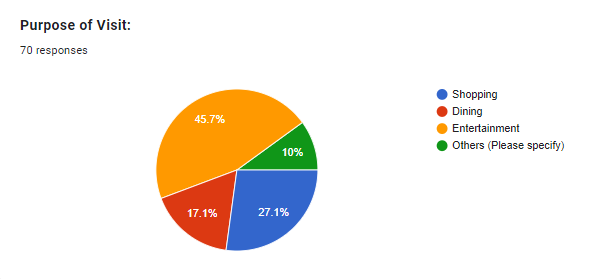 Purpose of Visit:
70 responses
45.7%
10%
17.1%
27.1%
Shopping
Dining
Entertainment
Others (Please specify)